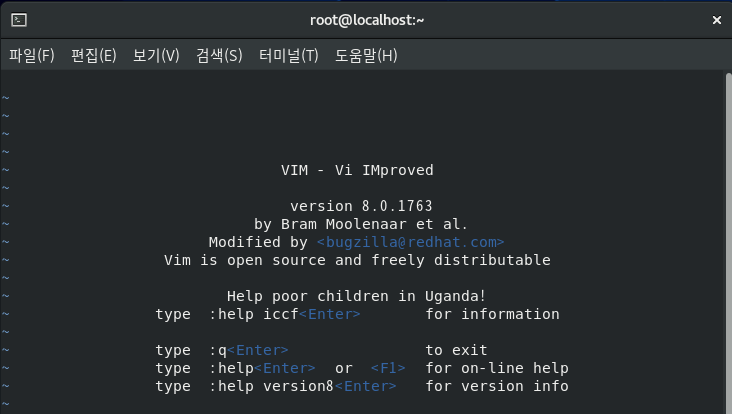 root@localhost:~
파일(F) 편집(E) 보기(V) 검색(S) 터미널(T) 도움말(H)
~
~
~
~
~ VIM - Vi IMproved
~
~ version 8.0.1763
~ by Bram Moolenaar et al.
~ Modified by <bugzilla@redhat.com>
~ Vim is open source and freely distributable
~
~ Help poor children in Uganda!
~ type :help iccf<Enter> for information
~
~ type :q<Enter> to exit
~ type :help<Enter> or <F1> for on-line help
~ type :help version8<Enter> for version info
~